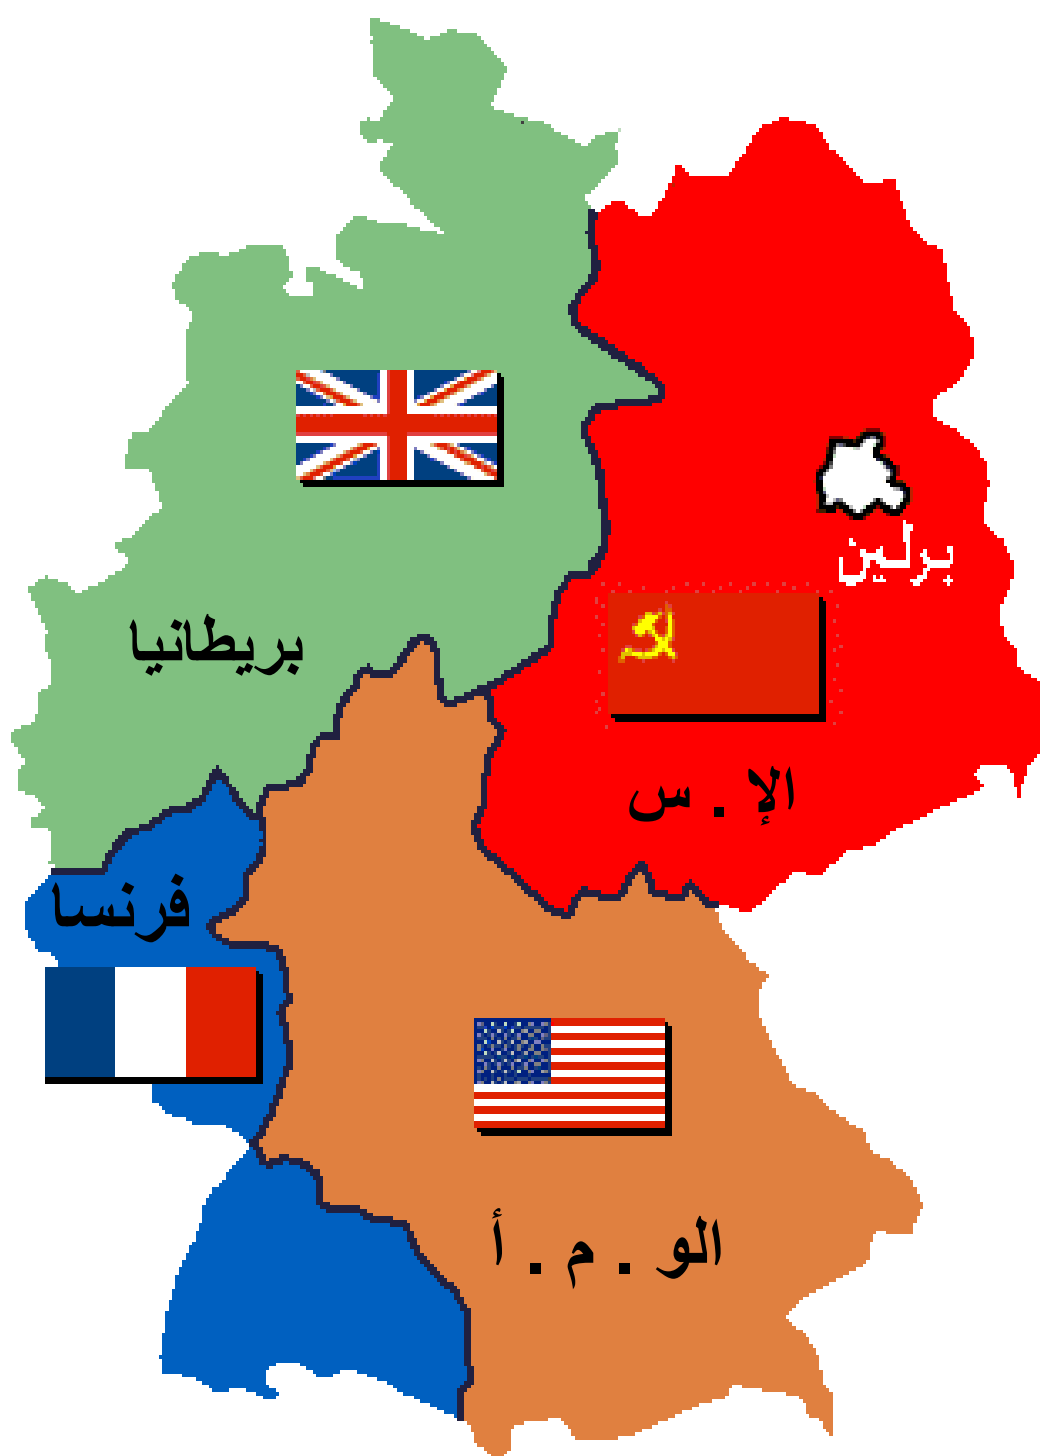 برلين
بريطانيا
الإ . س
فرنسا
الو . م . أ